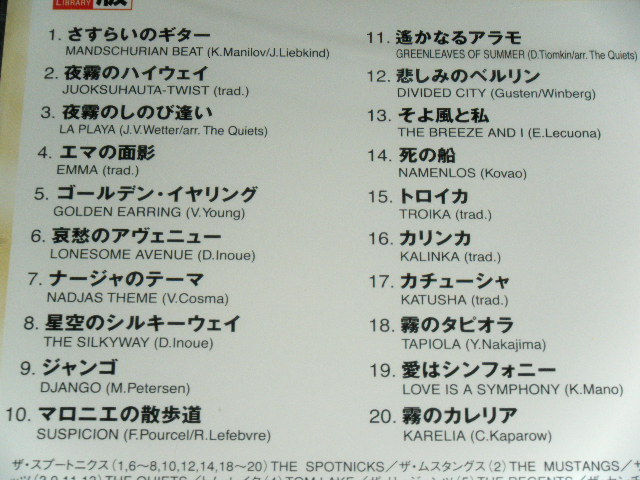 LIBRARY 版
1. さすらいのギター
MANDSCHURIAN BEAT (K.Manilov/J.Liebkind)
2. 夜霧のハイウェイ
JUOKSUHAUTA-TWIST (trad.)
3. 夜霧のしのび逢い
LA PLAYA (J.V.Wetter/arr. The Quiets)
4. エマの面影
EMMA (trad.)
5. ゴールデン・イヤリング
GOLDEN EARRING (V.Young)
6. 哀愁のアヴェニュー
LONESOME AVENUE (D.Inoue)
7. ナージャのテーマ
NADJAS THEME (V.Cosma)
8. 星空のシルキーウェイ
THE SILKYWAY (D.Inoue)
9. ジャンゴ
DJANGO (M.Petersen)
10. マロニエの散歩道
SUSPICION (F.Pourcel/R.Lefebvre)
11. 遙かなるアラモ
GREENLEAVES OF SUMMER (D.Tiomkin/arr. The Quiets)
12. 悲しみのベルリン
DIVIDED CITY (Gusten/Winberg)
13. そよ風と私
THE BREEZE AND I (E.Lecuona)
14. 死の船
NAMENLOS (Kovao)
15. トロイカ
TROIKA (trad.)
16. カリンカ
KALINKA (trad.)
17. カチューシャ
KATUSHA (trad.)
18. 霧のタピオラ
TAPIOLA (Y.Nakajima)
19. 愛はシンフォニー
LOVE IS A SYMPHONY (K.Mano)
20. 霧のカレリア
KARELIA (C.Kaparow)
ザ・スプートニクス (1,6〜8,10,12,14,18〜20) THE SPOTNICKS／ザ・ムスタングス (2) THE MUSTANGS／ザ